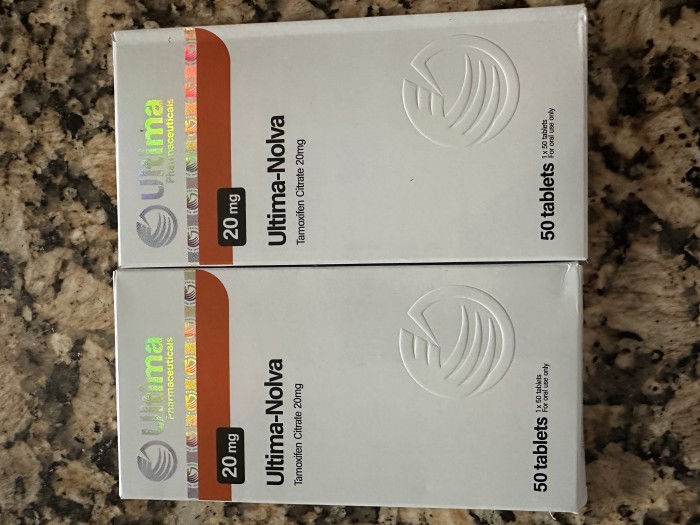 Ultima
Pharmaceuticals
20 mg
Ultima-Nolva
Tamoxifen Citrate 20mg
50 tablets
1 x 50 tablets
For oral use only
Ultima
Pharmaceuticals
20 mg
Ultima-Nolva
Tamoxifen Citrate 20mg
50 tablets
1 x 50 tablets
For oral use only